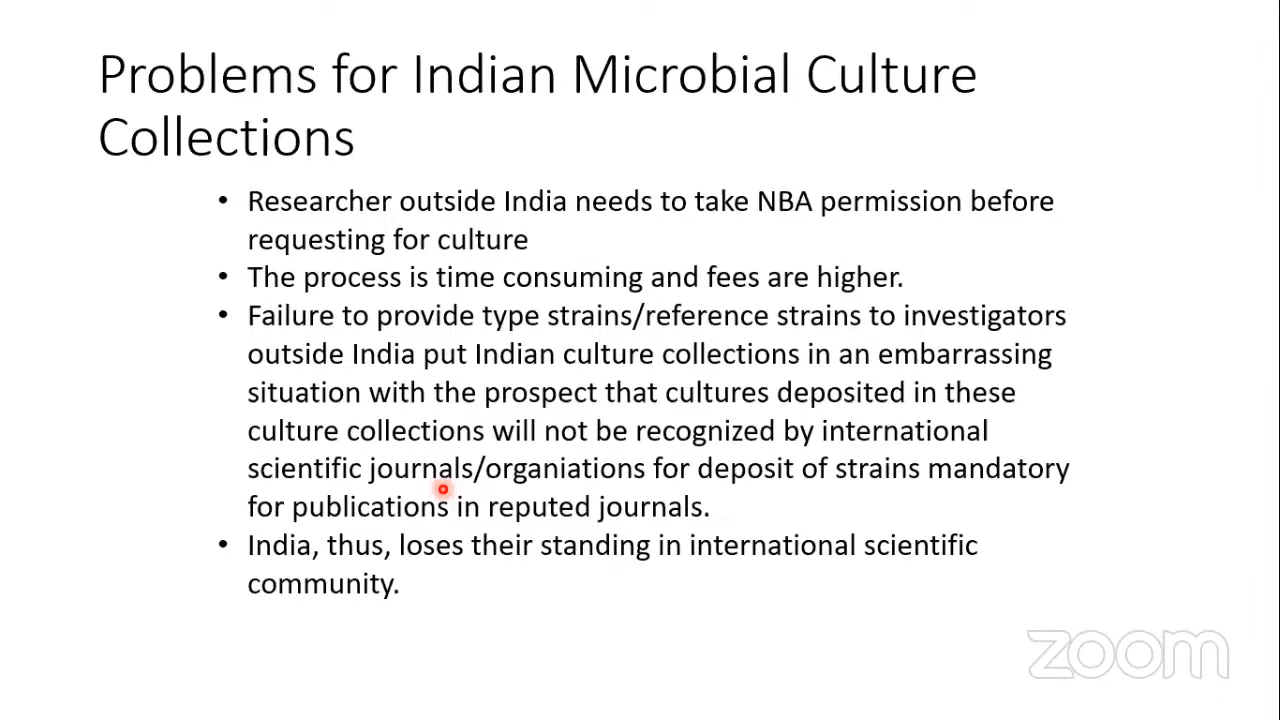 Problems for Indian Microbial Culture
Collections
• Researcher outside India needs to take NBA permission before
requesting for culture
• The process is time consuming and fees are higher.
• Failure to provide type strains/reference strains to investigators
outside India put Indian culture collections in an embarrassing
situation with the prospect that cultures deposited in these
culture collections will not be recognized by international
scientific journals/organiations for deposit of strains mandatory
for publications in reputed journals.
• India, thus, loses their standing in international scientific
community.
zoom